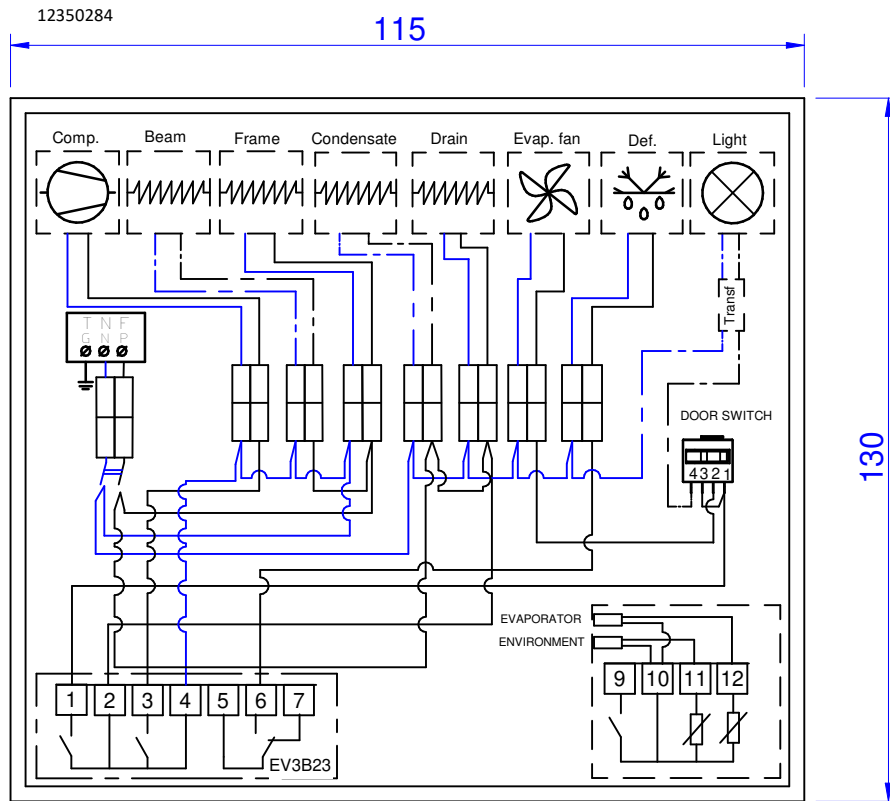 12350284
115
Comp.
Beam
Frame
Condensate
Drain
Evap. fan
Def.
Light
T N F
G N P
Transf
DOOR SWITCH
4 3 2 1
130
EVAPORATOR
ENVIRONMENT
1 2 3 4 5 6 7
9 10 11 12
EV3B23